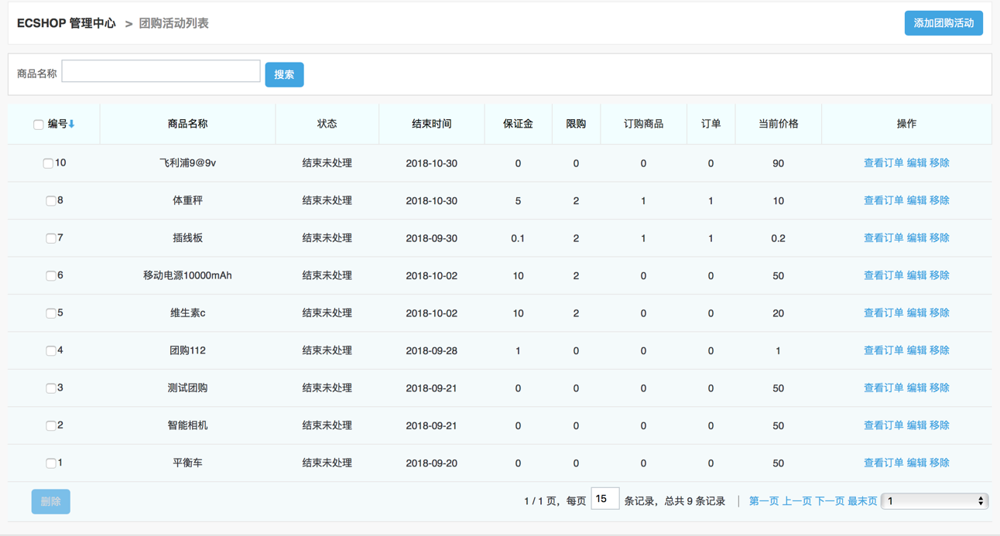 ECSHOP 管理中心 > 团购活动列表 添加团购活动
商品名称 搜索
编号 商品名称 状态 结束时间 保证金 限购 订购商品 订单 当前价格 操作
10 飞利浦9@9v 结束未处理 2018-10-30 0 0 0 0 90 查看订单 编辑 移除
8 体重秤 结束未处理 2018-10-30 5 2 1 1 10 查看订单 编辑 移除
7 插线板 结束未处理 2018-09-30 0.1 2 1 1 0.2 查看订单 编辑 移除
6 移动电源10000mAh 结束未处理 2018-10-02 10 2 0 0 50 查看订单 编辑 移除
5 维生素c 结束未处理 2018-10-02 10 2 0 0 20 查看订单 编辑 移除
4 团购112 结束未处理 2018-09-28 1 0 0 0 1 查看订单 编辑 移除
3 测试团购 结束未处理 2018-09-21 0 0 0 0 50 查看订单 编辑 移除
2 智能相机 结束未处理 2018-09-21 0 0 0 0 50 查看订单 编辑 移除
1 平衡车 结束未处理 2018-09-20 0 0 0 0 50 查看订单 编辑 移除
删除 1 / 1 页，每页 15 条记录，总共 9 条记录 | 第一页 上一页 下一页 最末页 1